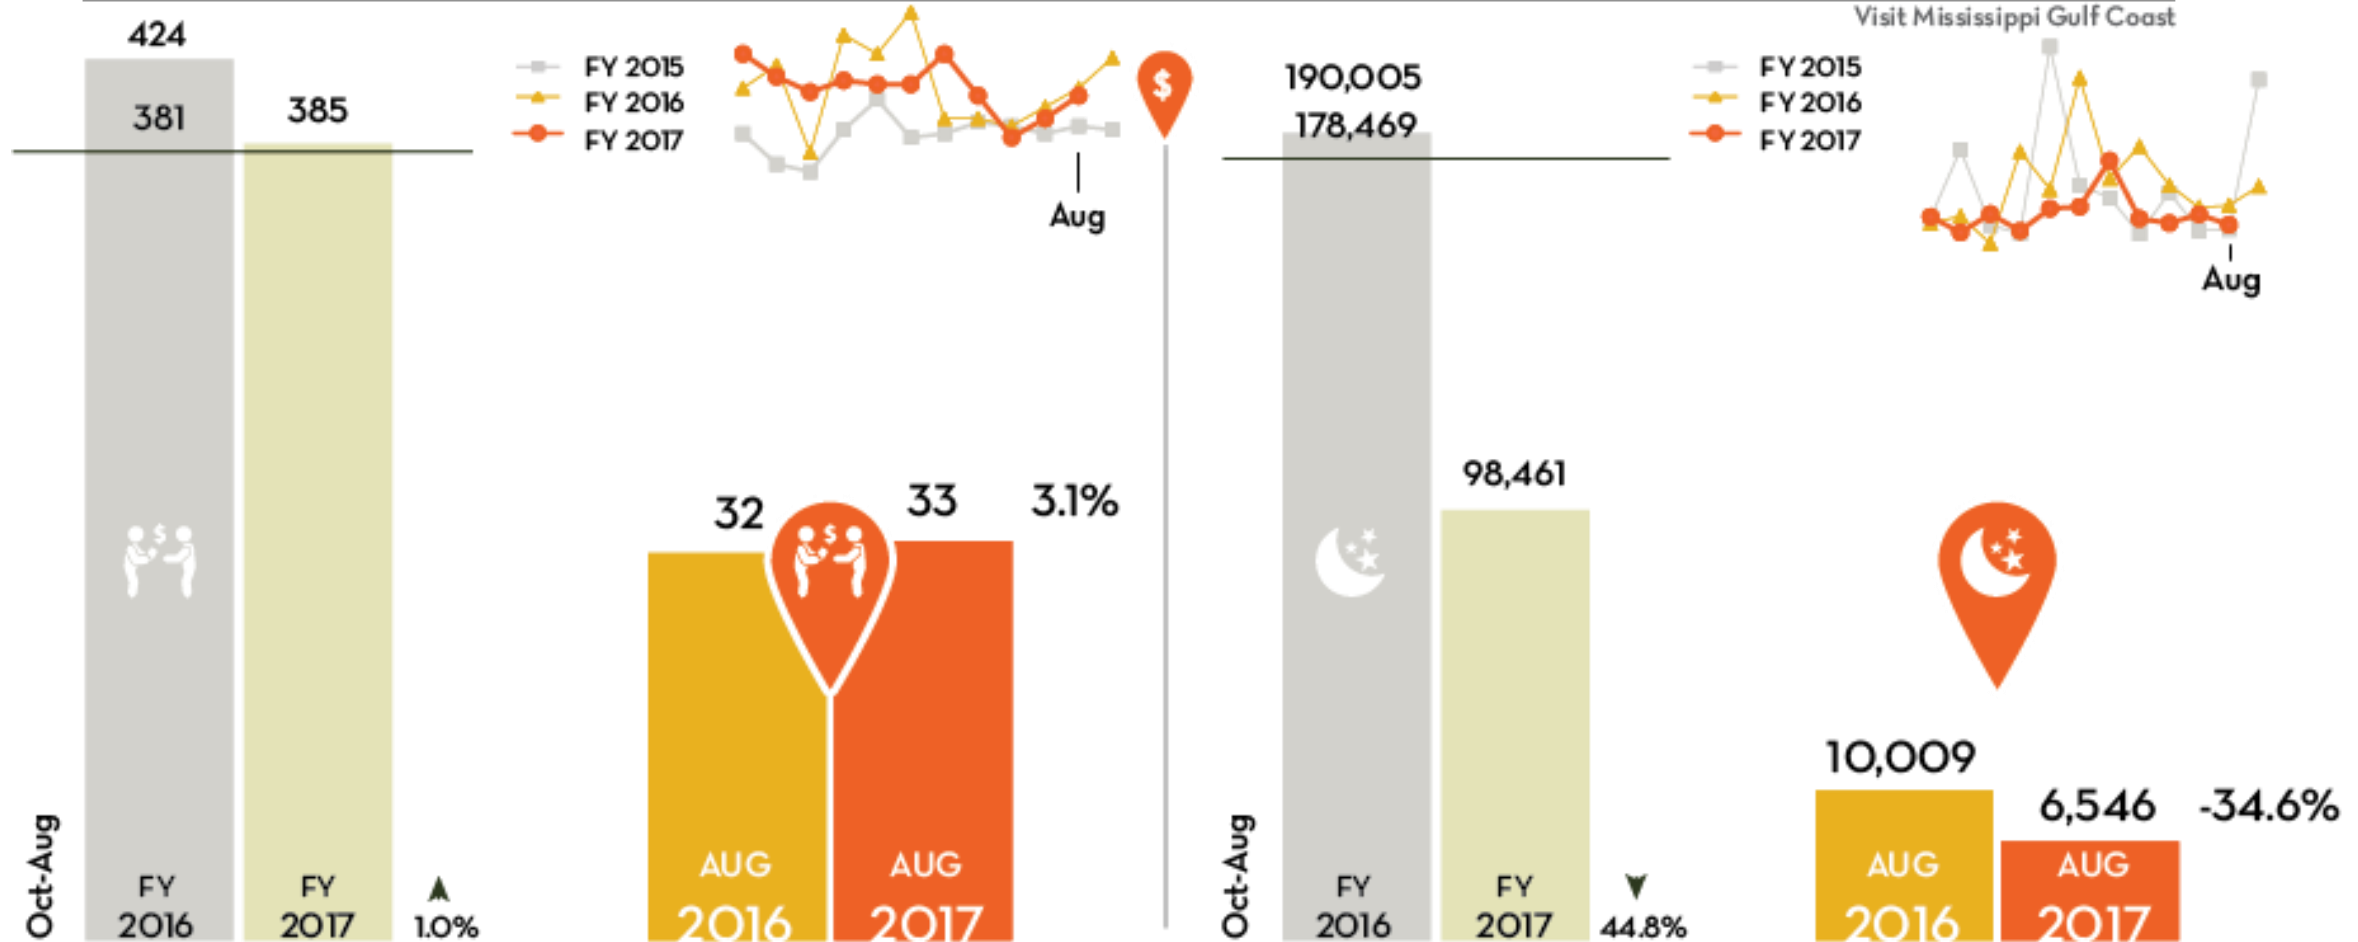 Visit Mississippi Gulf Coast
424
381
385
Oct-Aug
FY
2016
FY
2017
1.0%
FY 2015
FY 2016
FY 2017
Aug
32
33
3.1%
$
AUG
2016
AUG
2017
$
190,005
178,469
98,461
Oct-Aug
FY
2016
FY
2017
44.8%
FY 2015
FY 2016
FY 2017
Aug
10,009
6,546
-34.6%
AUG
2016
AUG
2017
$